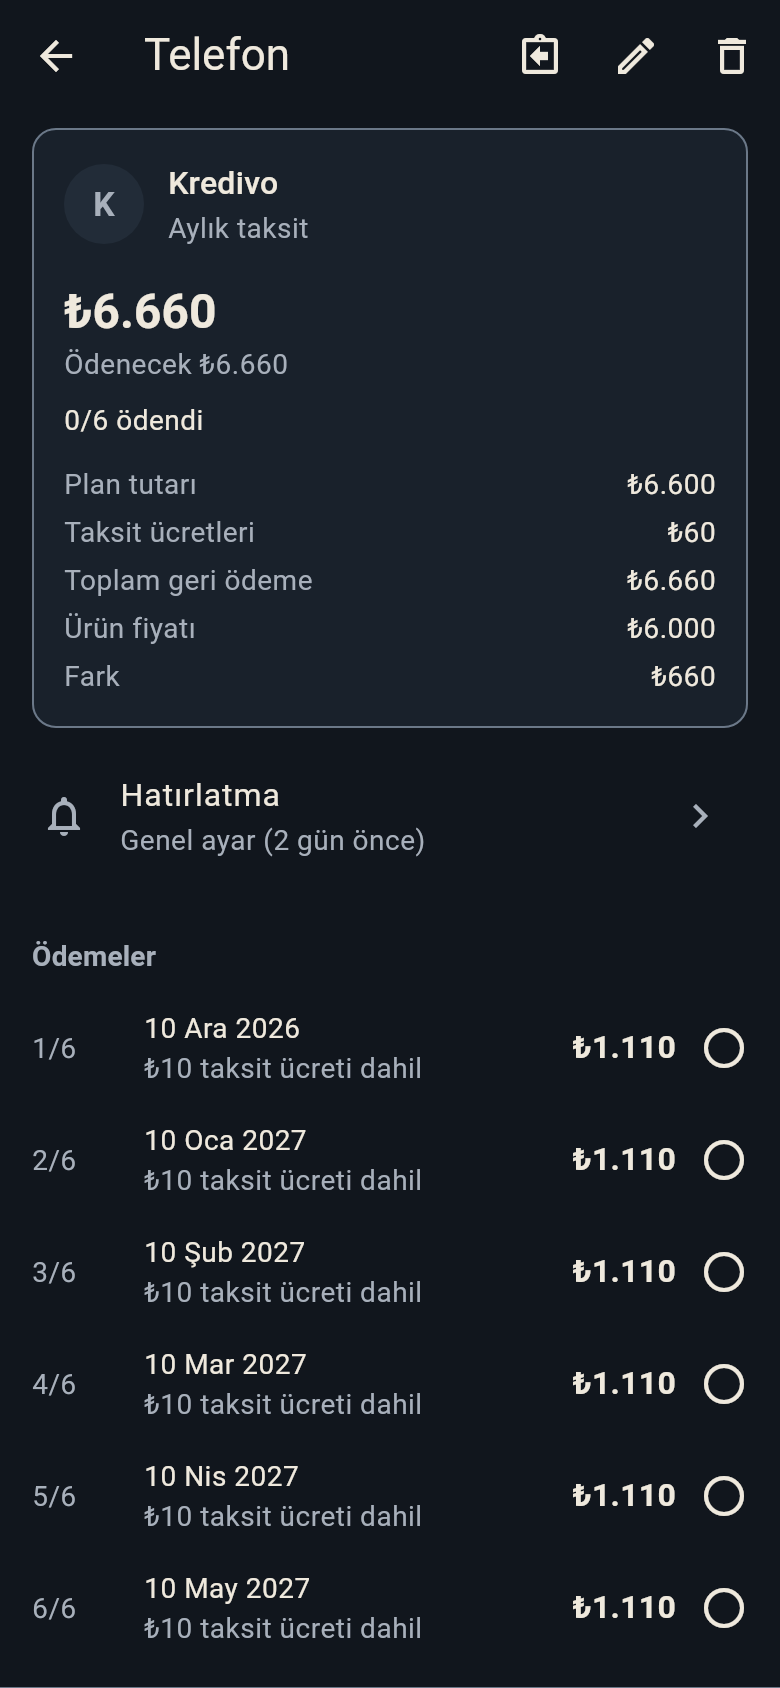 Telefon
K
Kredivo
Aylık taksit
₺6.660
Ödenecek ₺6.660
0/6 ödendi
Plan tutarı ₺6.600
Taksit ücretleri ₺60
Toplam geri ödeme ₺6.660
Ürün fiyatı ₺6.000
Fark ₺660
Hatırlatma
Genel ayar (2 gün önce)
Ödemeler
1/6 10 Ara 2026 ₺1.110
₺10 taksit ücreti dahil
2/6 10 Oca 2027 ₺1.110
₺10 taksit ücreti dahil
3/6 10 Şub 2027 ₺1.110
₺10 taksit ücreti dahil
4/6 10 Mar 2027 ₺1.110
₺10 taksit ücreti dahil
5/6 10 Nis 2027 ₺1.110
₺10 taksit ücreti dahil
6/6 10 May 2027 ₺1.110
₺10 taksit ücreti dahil